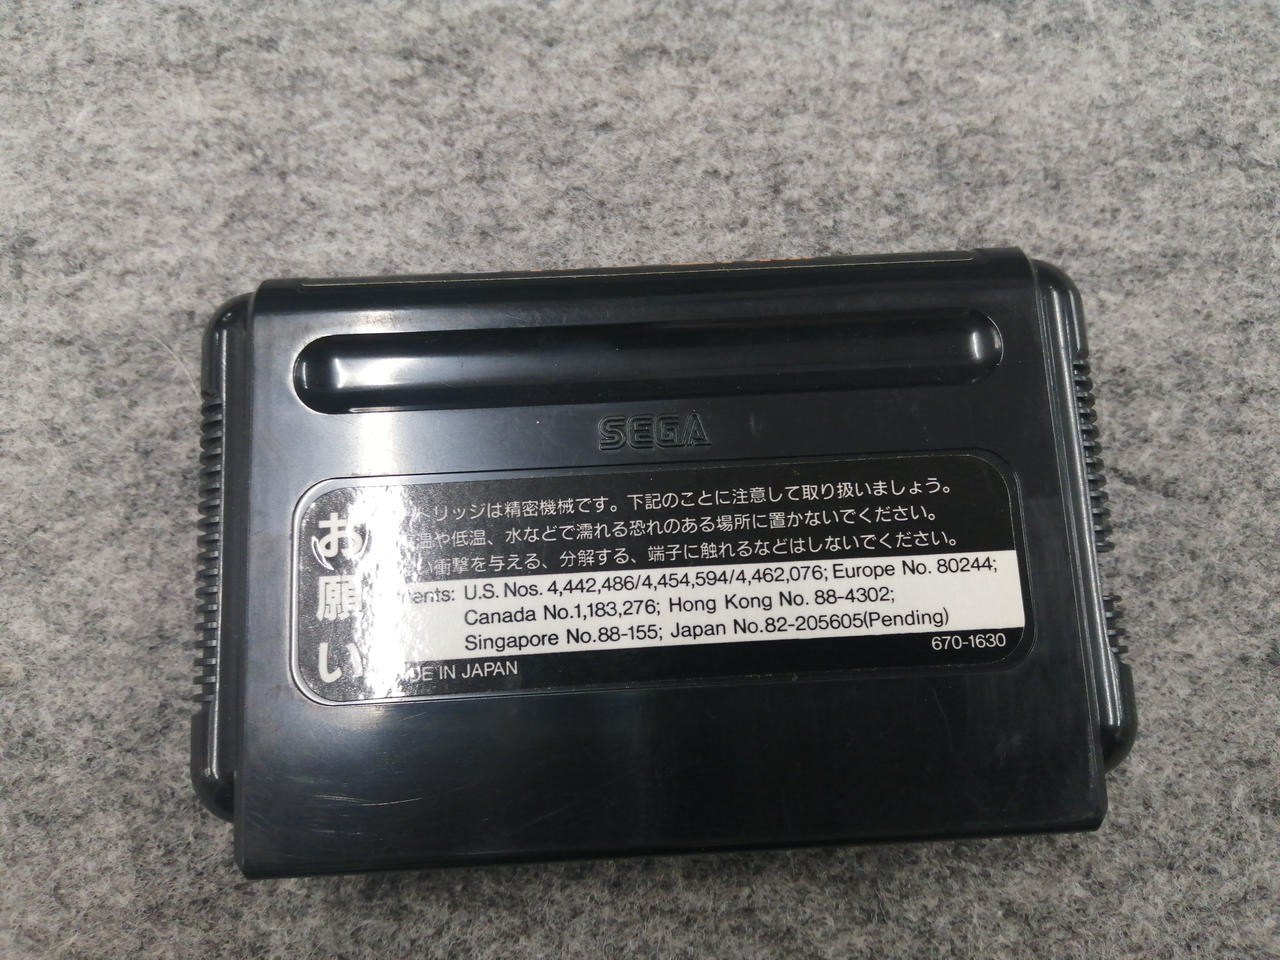 SEGA
お願い
トリッジは精密機械です。下記のことに注意して取り扱いましょう。
温や低温、水などで濡れる恐れのある場所に置かないでください。
い衝撃を与える、分解する、端子に触れるなどはしないでください。
ents: U.S. Nos. 4,442,486/4,454,594/4,462,076; Europe No. 80244;
Canada No.1,183,276; Hong Kong No. 88-4302;
Singapore No.88-155; Japan No.82-205605(Pending)
DE IN JAPAN
670-1630